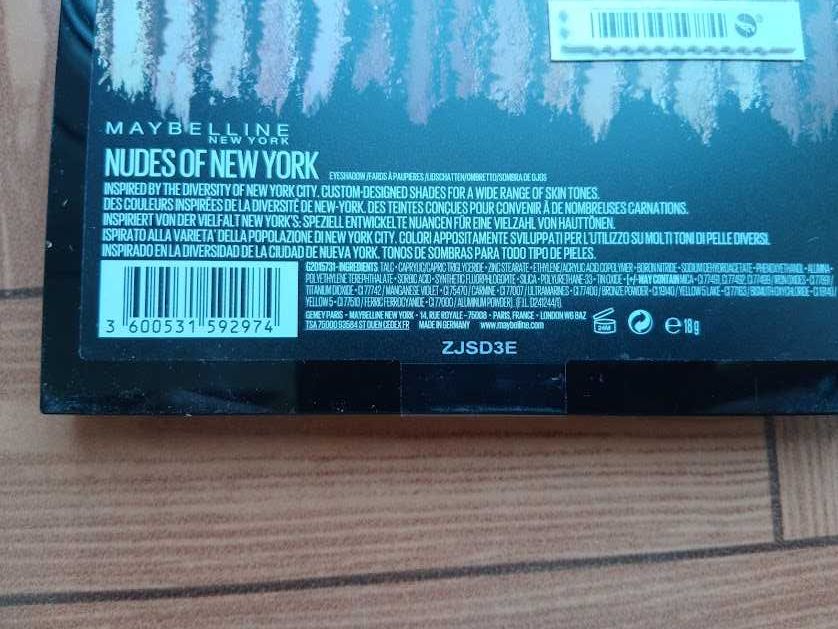 MAYBELLINE
NEW YORK
NUDES OF NEW YORK EYESHADOW/FARDS À PAUPIÈRES/LIDSCHATTEN/OMBRETTO/SOMBRA DE OJOS
INSPIRED BY THE DIVERSITY OF NEW YORK CITY. CUSTOM-DESIGNED SHADES FOR A WIDE RANGE OF SKIN TONES.
DES COULEURS INSPIRÉES DE LA DIVERSITÉ DE NEW-YORK. DES TEINTES CONÇUES POUR CONVENIR À DE NOMBREUSES CARNATIONS.
INSPIRIERT VON DER VIELFALT NEW YORK'S: SPEZIELL ENTWICKELTE NUANCEN FÜR EINE VIELZAHL VON HAUTTÖNEN.
ISPIRATO ALLA VARIETA' DELLA POPOLAZIONE DI NEW YORK CITY. COLORI APPOSITAMENTE SVILUPPATI PER L'UTILIZZO SU MOLTI TONI DI PELLE DIVERSI.
INSPIRADO EN LA DIVERSIDAD DE LA CIUDAD DE NUEVA YORK. TONOS DE SOMBRAS PARA TODO TIPO DE PIELES.
G2015731 - INGREDIENTS: TALC • CAPRYLIC/CAPRIC TRIGLYCERIDE • ZINC STEARATE • ETHYLENE/ACRYLIC ACID COPOLYMER • BORON NITRIDE • SODIUM DEHYDROACETATE • PHENOXYETHANOL • ALUMINA •
POLYETHYLENE TEREPHTHALATE • SORBIC ACID • SYNTHETIC FLUORPHLOGOPITE • SILICA • POLYURETHANE-33 • TIN OXIDE • [+/- MAY CONTAIN MICA • CI 77491, CI 77492, CI 77499 / IRON OXIDES • CI 77891 /
TITANIUM DIOXIDE • CI 77742 / MANGANESE VIOLET • CI 75470 / CARMINE • CI 77007 / ULTRAMARINES • CI 77400 / BRONZE POWDER • CI 19140 / YELLOW 5 LAKE • CI 77163 / BISMUTH OXYCHLORIDE • CI 19140 /
YELLOW 5 • CI 77510 / FERRIC FERROCYANIDE • CI 77000 / ALUMINUM POWDER]. (F.I.L. D241244/1).
GEMEY PARIS - MAYBELLINE NEW YORK - 14, RUE ROYALE - 75008 - PARIS, FRANCE - LONDON W6 8AZ
TSA 75000 93584 ST OUEN CEDEX, FR MADE IN GERMANY www.maybelline.com
24M
e 18 g
3 600531 592974
ZJSD3E